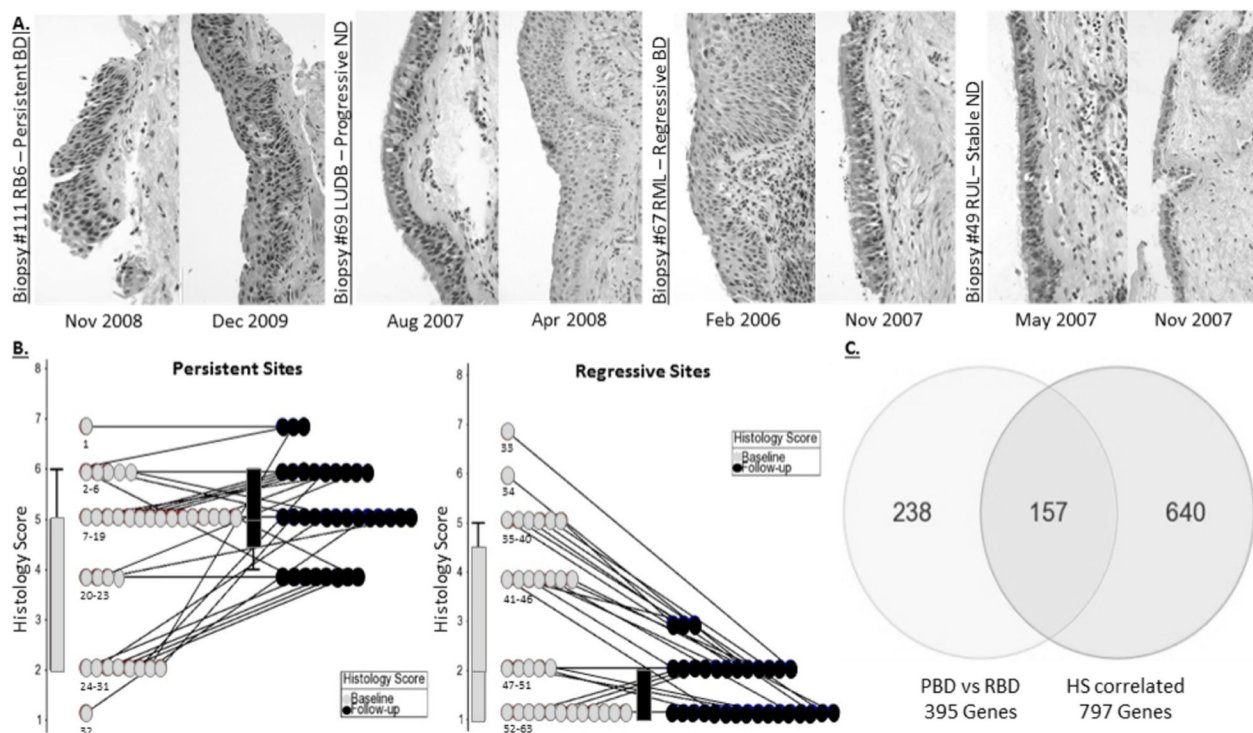 A.
Biopsy #111 RB6 – Persistent BD
Biopsy #69 LUDB – Progressive ND
Biopsy #67 RML – Regressive BD
Biopsy #49 RUL– Stable ND
Nov 2008
Dec 2009
Aug 2007
Apr 2008
Feb 2006
Nov 2007
May 2007
Nov 2007
B.
Persistent Sites
Histology Score
8
7
6
5
4
3
2
1
1
2-6
7-19
20-23
24-31
32
Histology Score
Baseline
Follow-up
Regressive Sites
Histology Score
8
7
6
5
4
3
2
1
33
34
35-40
41-46
47-51
52-63
Histology Score
Baseline
Follow-up
C.
238
157
640
PBD vs RBD
395 Genes
HS correlated
797 Genes